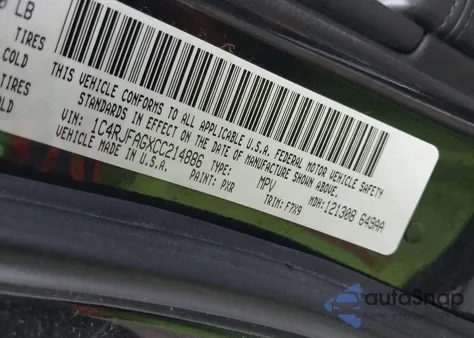 LB
TIRES
COLD
TIRES
COLD
THIS VEHICLE CONFORMS TO ALL APPLICABLE U.S.A. FEDERAL MOTOR VEHICLE SAFETY
STANDARDS IN EFFECT ON THE DATE OF MANUFACTURE SHOWN ABOVE.
VIN: 1C4RJFA6XCC214886 TYPE: MPV MDH: 121308 649AA
VEHICLE MADE IN U.S.A. PAINT: PXR TRIM: F7X9
autoSnap